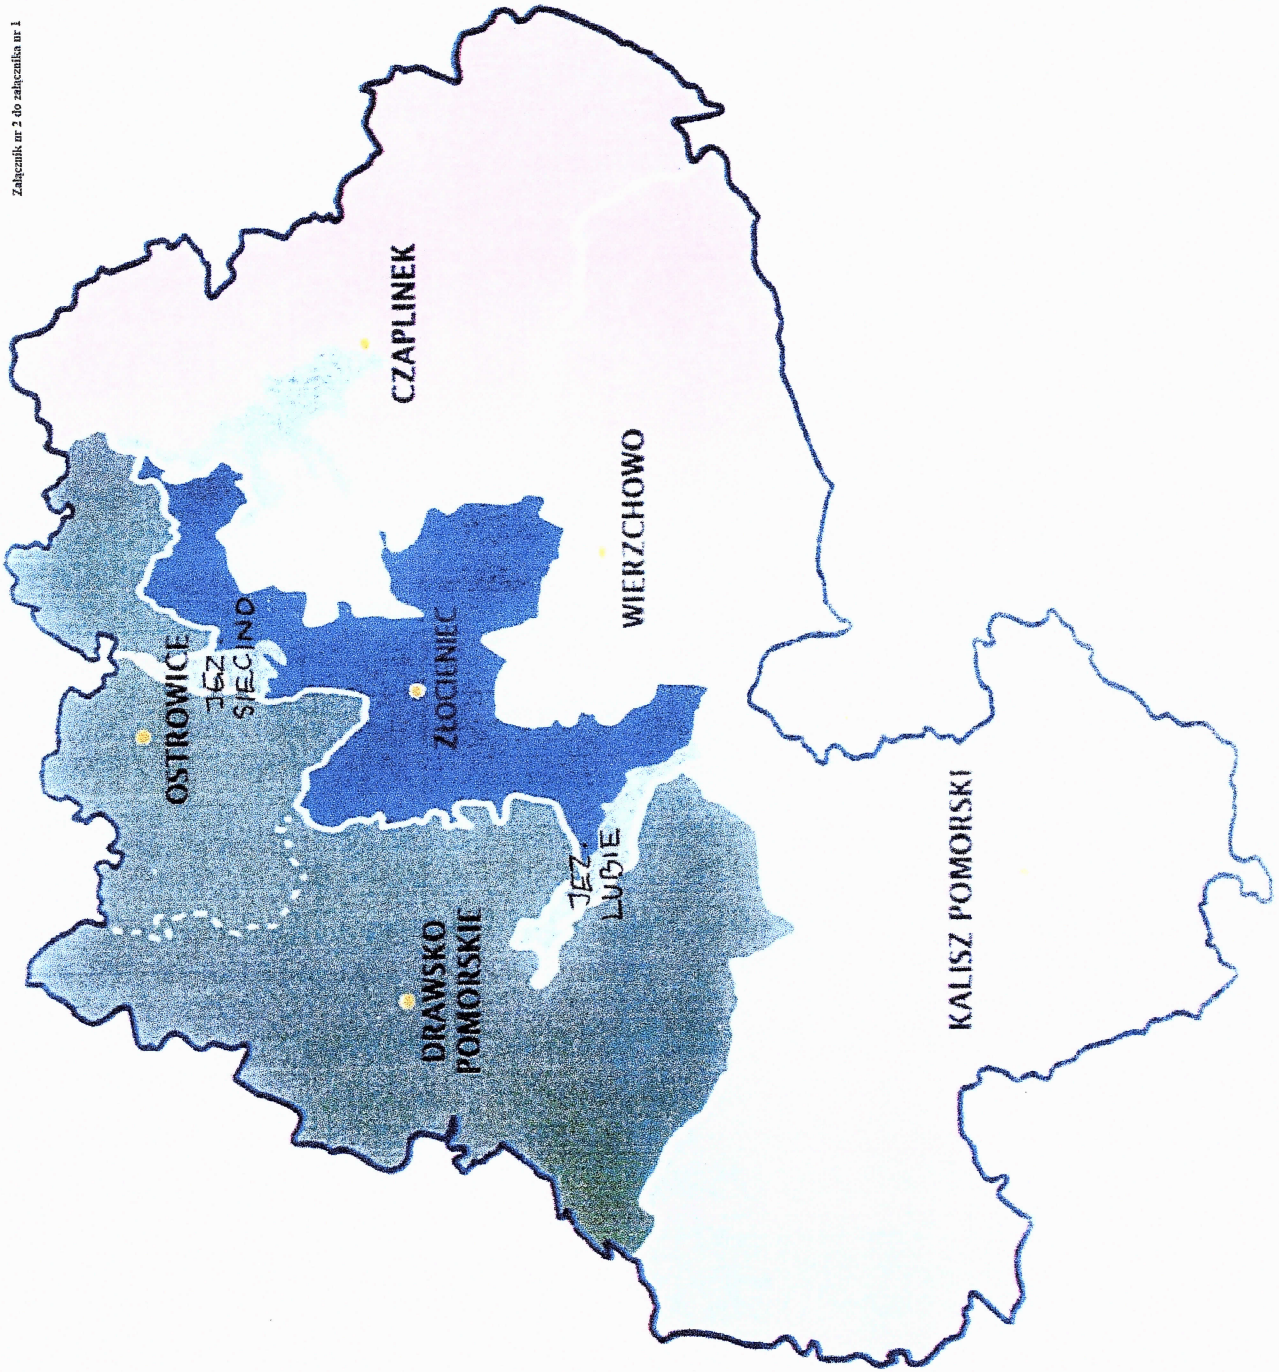 Załącznik nr 2 do załącznika nr 1
OSTROWICE
JEZ
SIECINO
CZAPLINEK
DRAWSKO
POMORSKIE
ZŁOCIENIEC
JEZ.
LUBIE
WIERZCHOWO
KALISZ POMORSKI